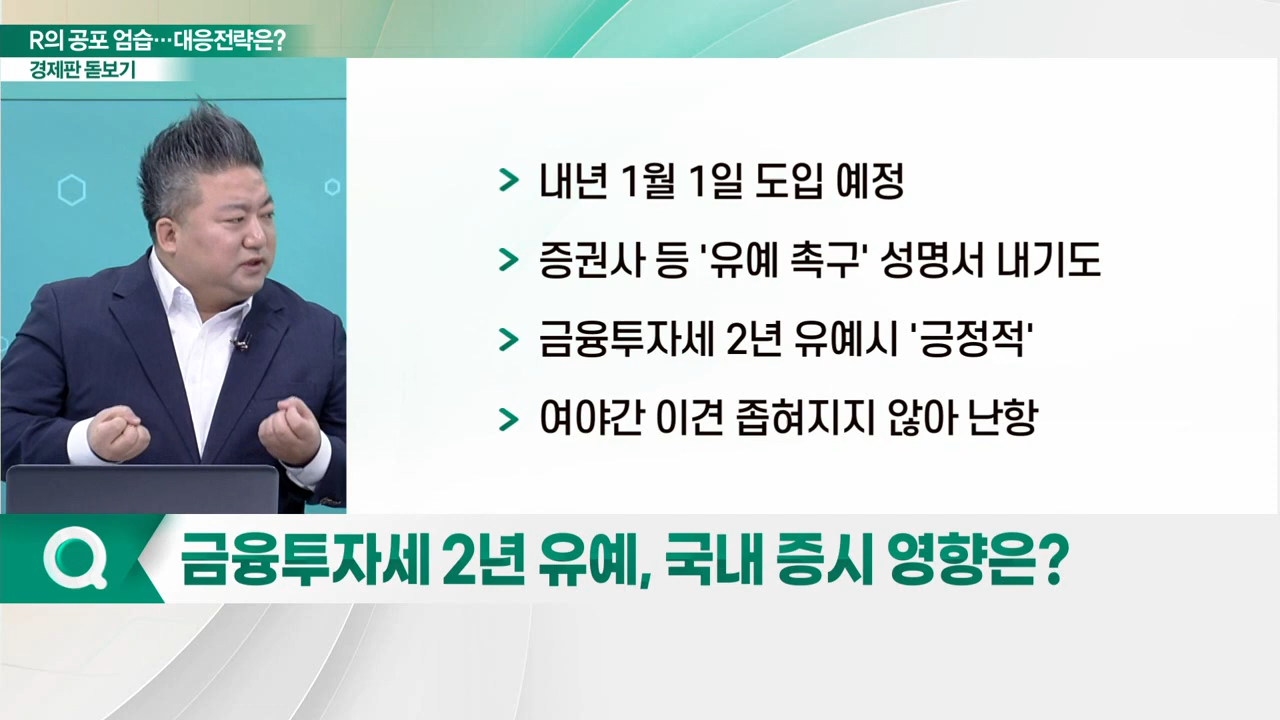 R의 공포 엄습…대응전략은?
경제판 돋보기
> 내년 1월 1일 도입 예정
> 증권사 등 '유예 촉구' 성명서 내기도
> 금융투자세 2년 유예시 '긍정적'
> 여야간 이견 좁혀지지 않아 난항
Q 금융투자세 2년 유예, 국내 증시 영향은?